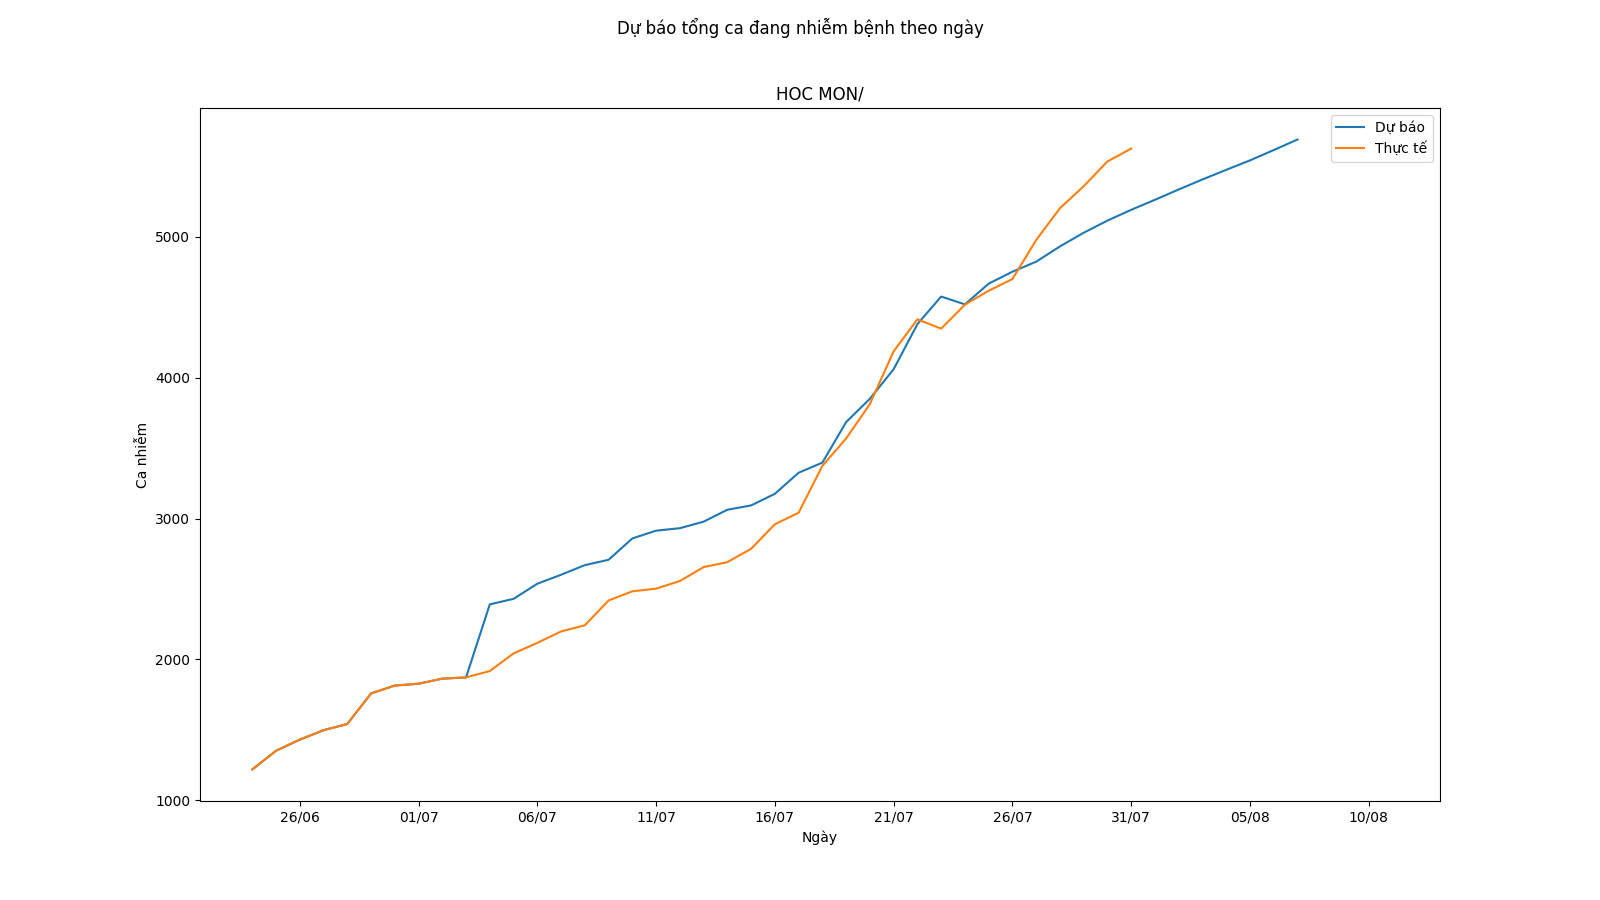 Dự báo tổng ca đang nhiễm bệnh theo ngày
HOC MON/
Dự báo
Thực tế
5000
4000
3000
2000
1000
Ca nhiễm
26/06 01/07 06/07 11/07 16/07 21/07 26/07 31/07 05/08 10/08
Ngày